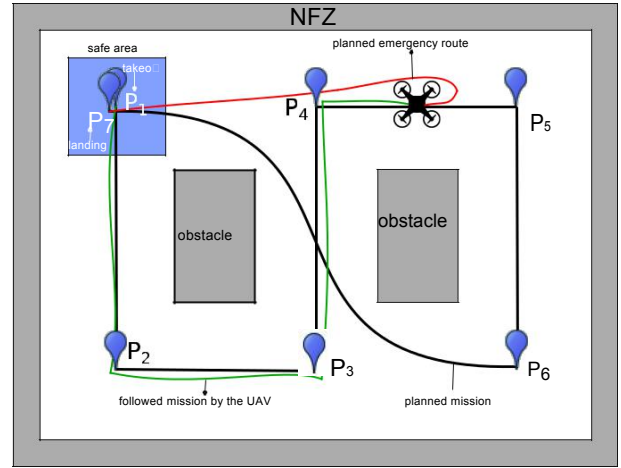 NFZ
safe area
planned emergency route
takeo
P1
P4
P5
P7
landing
obstacle
obstacle
P2
P3
P6
followed mission by the UAV
planned mission